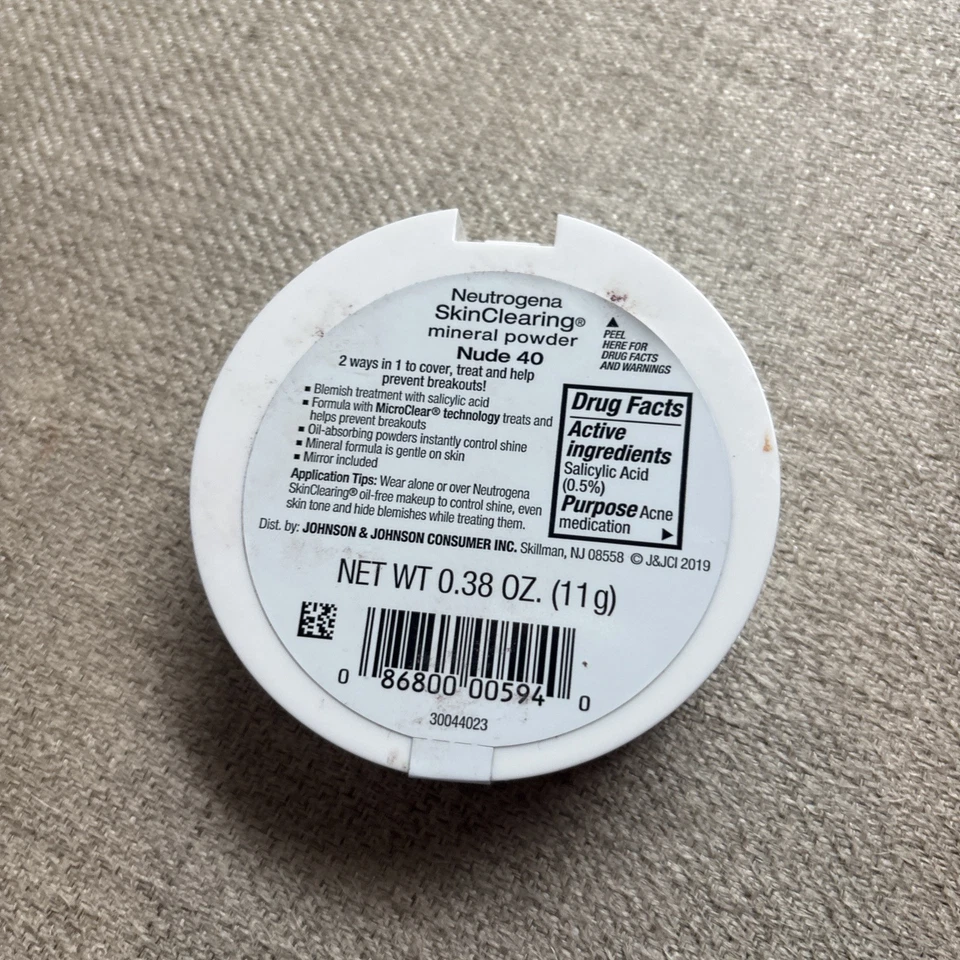 Neutrogena
SkinClearing®
mineral powder
Nude 40
2 ways in 1 to cover, treat and help
prevent breakouts!
▪ Blemish treatment with salicylic acid
▪ Formula with MicroClear® technology treats and
helps prevent breakouts
▪ Oil-absorbing powders instantly control shine
▪ Mineral formula is gentle on skin
▪ Mirror included
Application Tips: Wear alone or over Neutrogena
SkinClearing® oil-free makeup to control shine, even
skin tone and hide blemishes while treating them.
▲
PEEL
HERE FOR
DRUG FACTS
AND WARNINGS
Drug Facts
Active
ingredients
Salicylic Acid
(0.5%)
Purpose Acne
medication ▶
Dist. by: JOHNSON & JOHNSON CONSUMER INC. Skillman, NJ 08558 © J&JCI 2019
NET WT 0.38 OZ. (11 g)
0 86800 00594 0
30044023